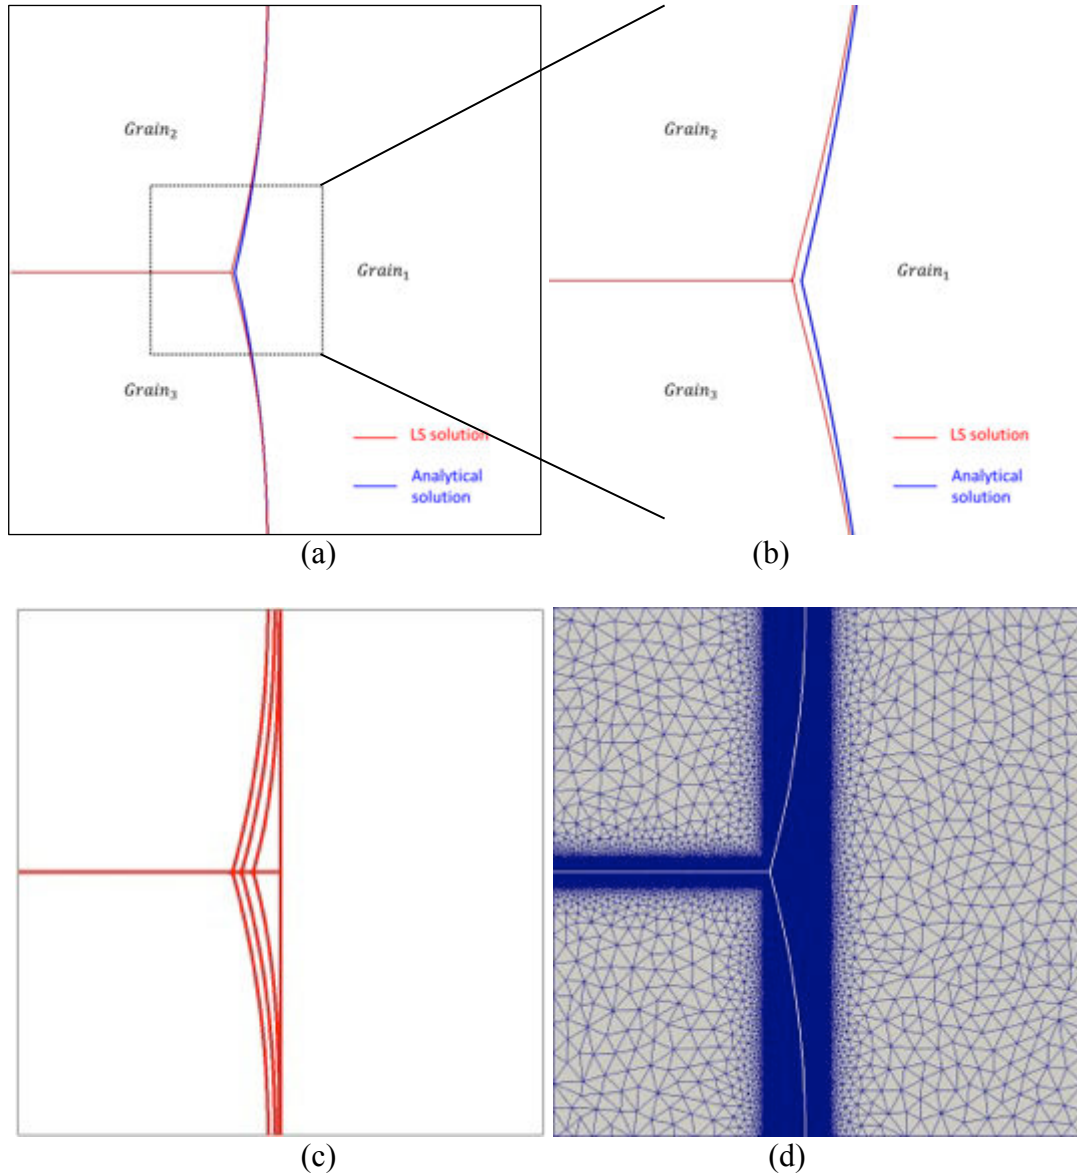 Grain₂
Grain₁
Grain₃
LS solution
Analytical
solution
(a)
Grain₂
Grain₁
Grain₃
LS solution
Analytical
solution
(b)
(c)
(d)